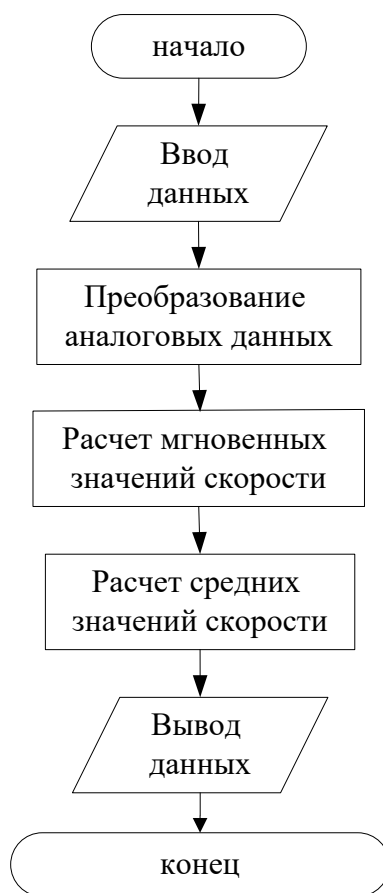 начало
Ввод
данных
Преобразование
аналоговых данных
Расчет мгновенных
значений скорости
Расчет средних
значений скорости
Вывод
данных
конец